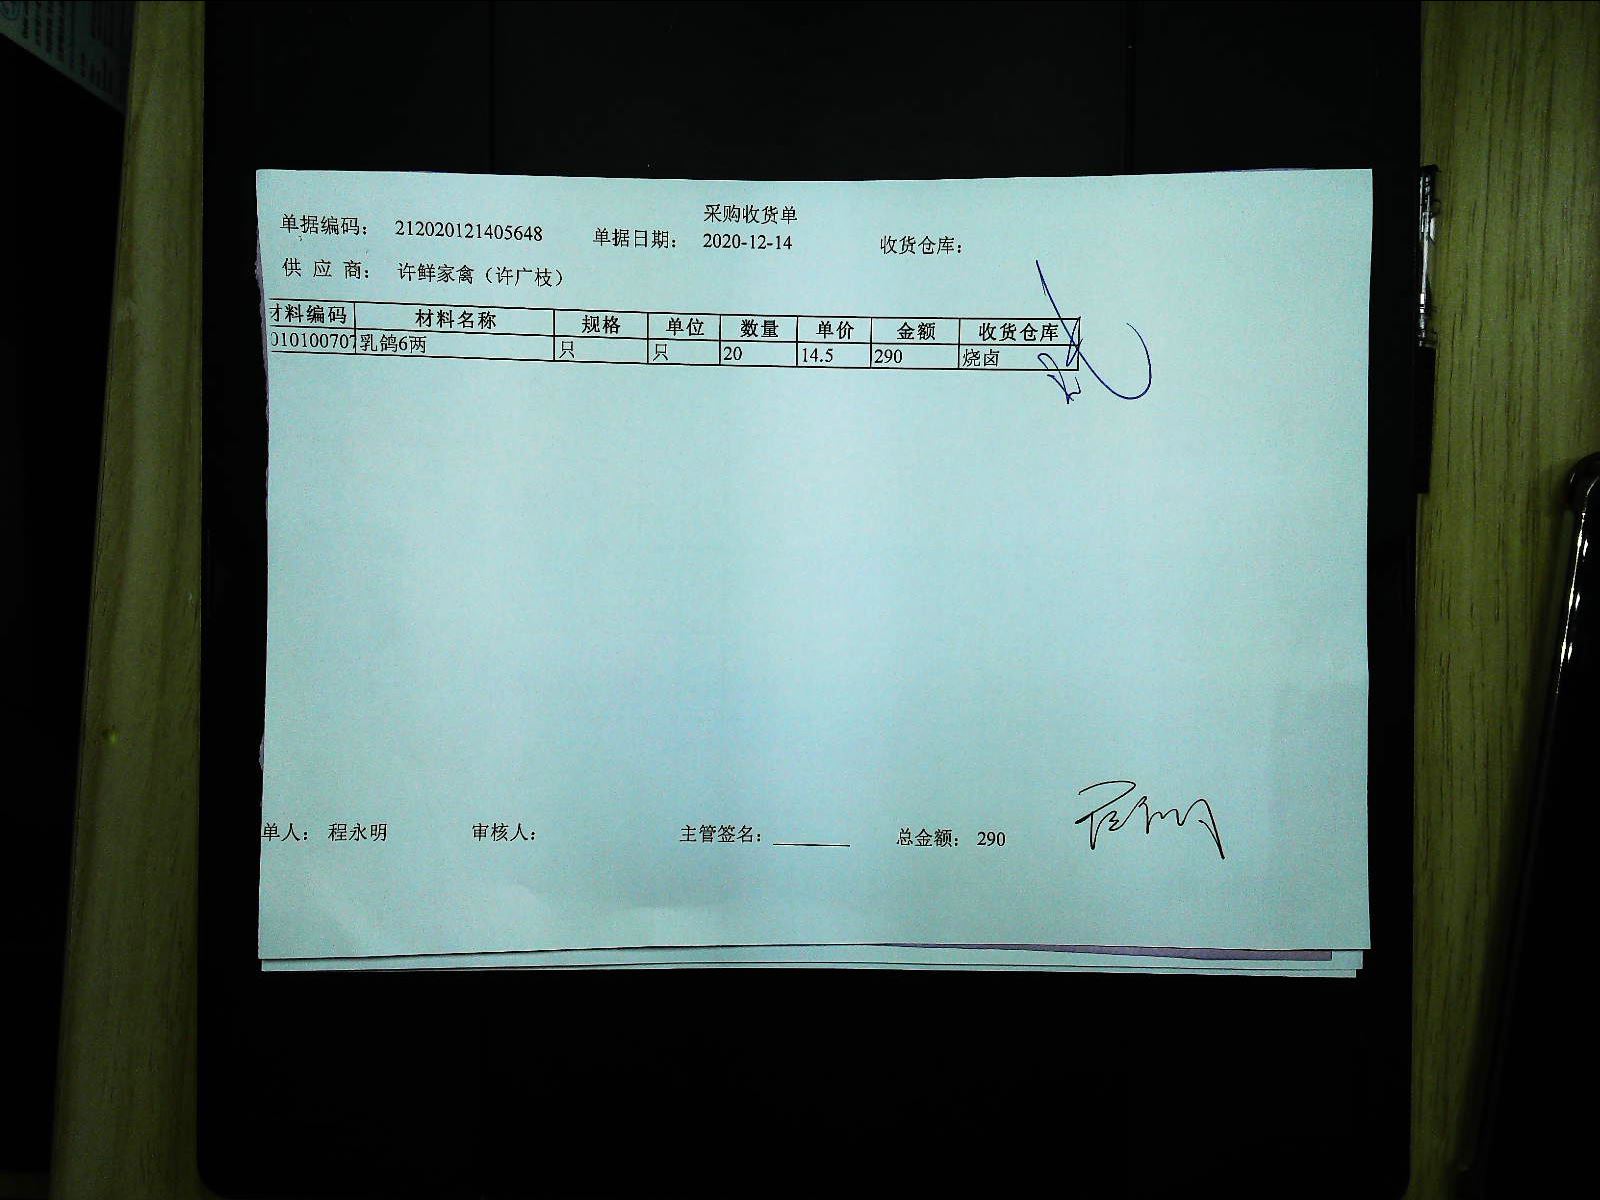 采购收货单
单据编码： 212020121405648 单据日期： 2020-12-14 收货仓库：
供 应 商： 许鲜家禽（许广枝）
材料编码 材料名称 规格 单位 数量 单价 金额 收货仓库
010100707 乳鸽6两 只 只 20 14.5 290 烧卤
单人： 程永明 审核人： 主管签名： 总金额： 290